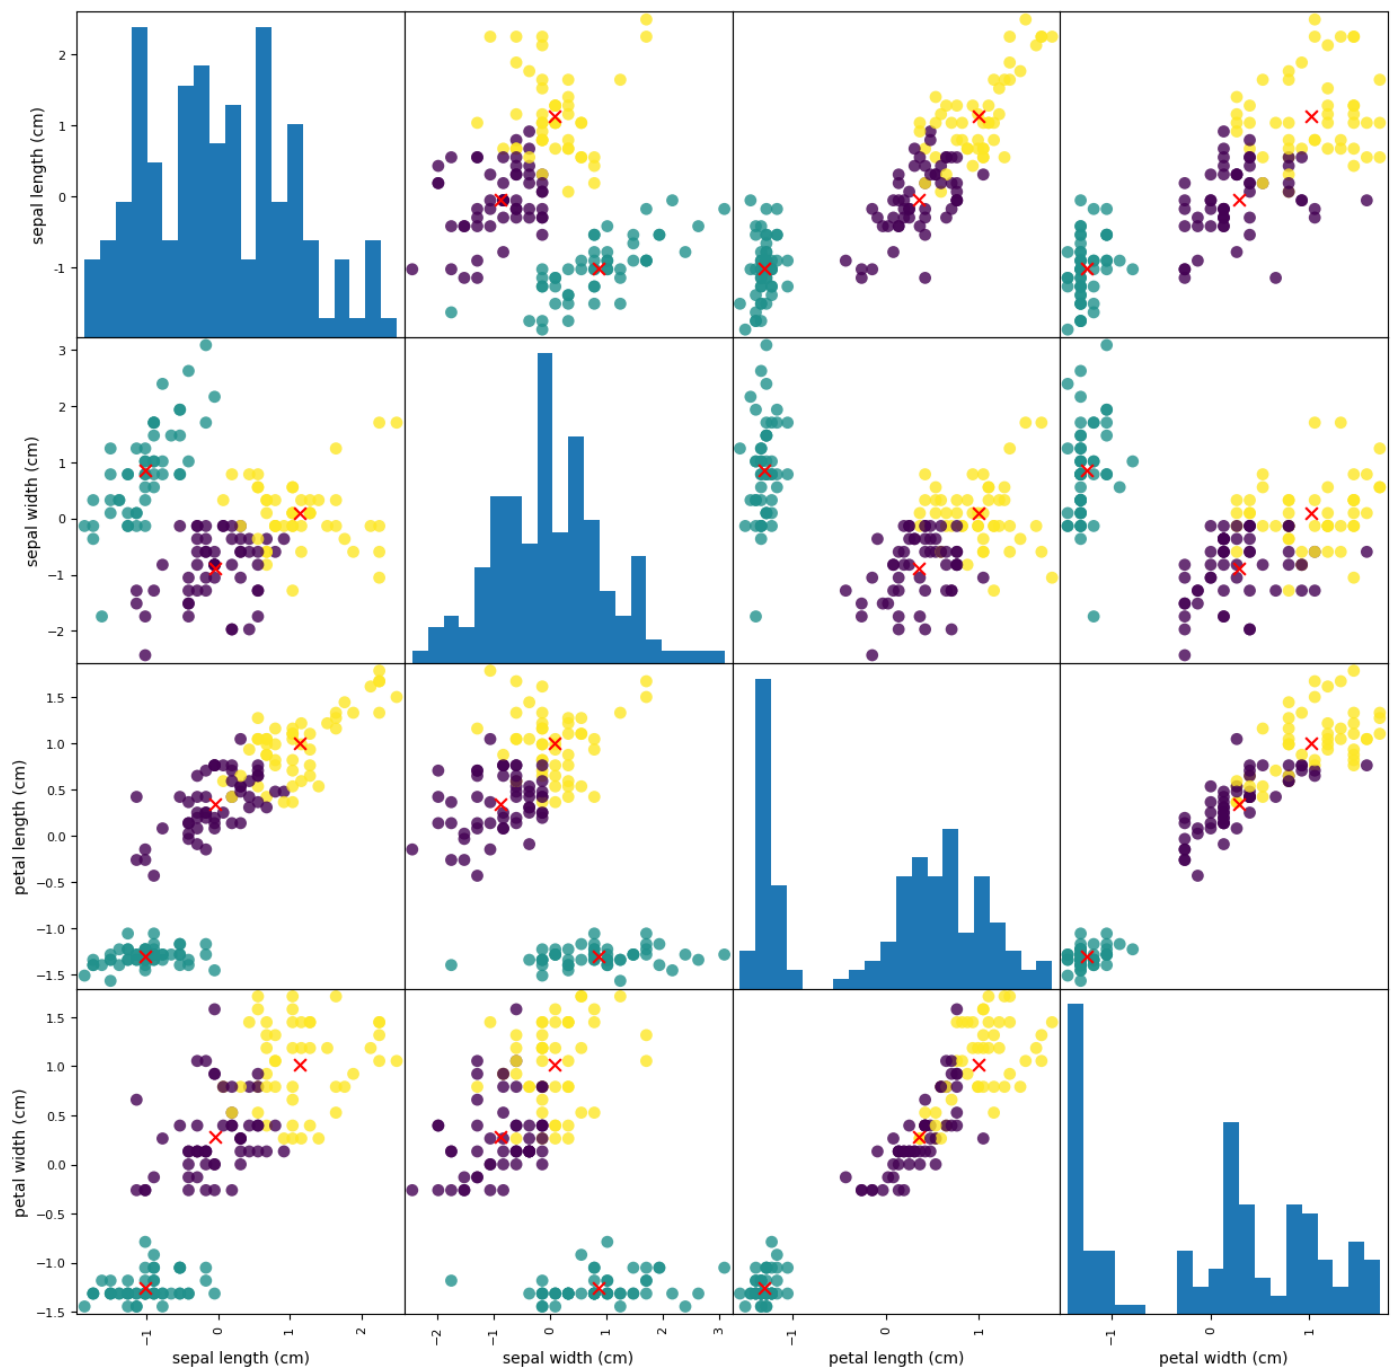 sepal length (cm)
2
1
0
-1
sepal width (cm)
3
2
1
0
−1
−2
petal length (cm)
1.5
1.0
0.5
0.0
−0.5
−1.0
−1.5
petal width (cm)
1.5
1.0
0.5
0.0
−0.5
−1.0
−1.5
−1 0 1 2
−2 −1 0 1 2 3
−1 0 1
−1 0 1
sepal length (cm) sepal width (cm) petal length (cm) petal width (cm)